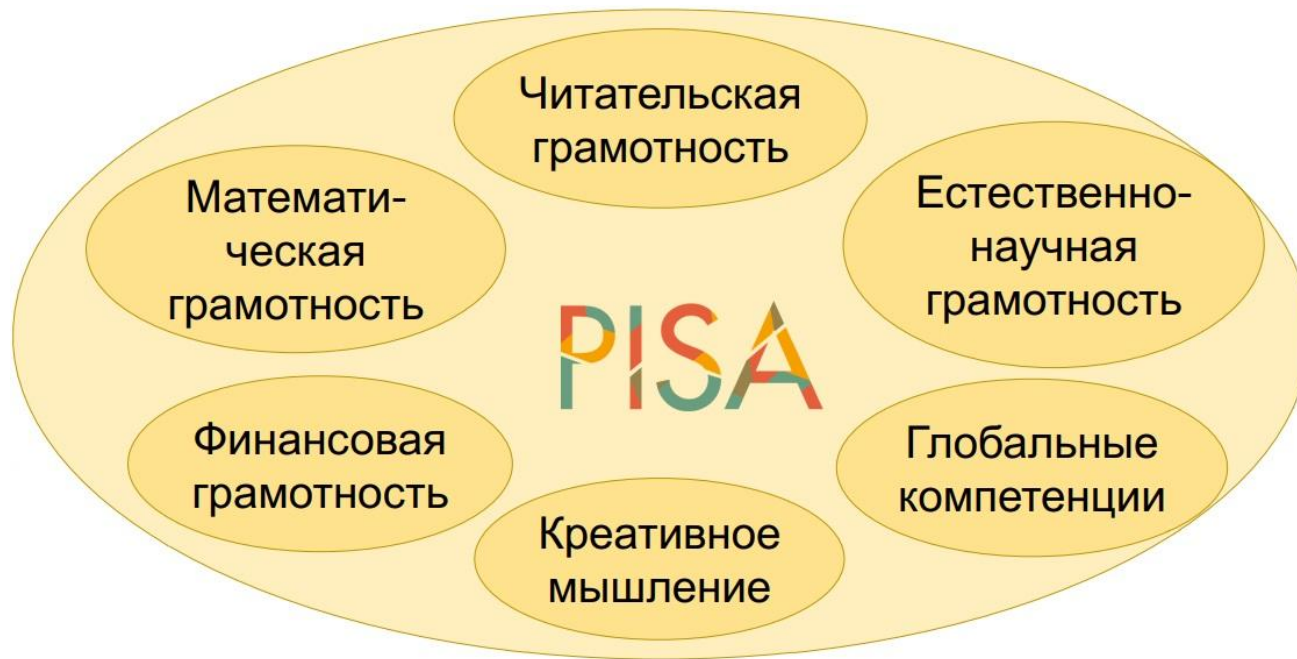 Читательская
грамотность
Математи-
ческая
грамотность
Естественно-
научная
грамотность
PISA
Финансовая
грамотность
Глобальные
компетенции
Креативное
мышление